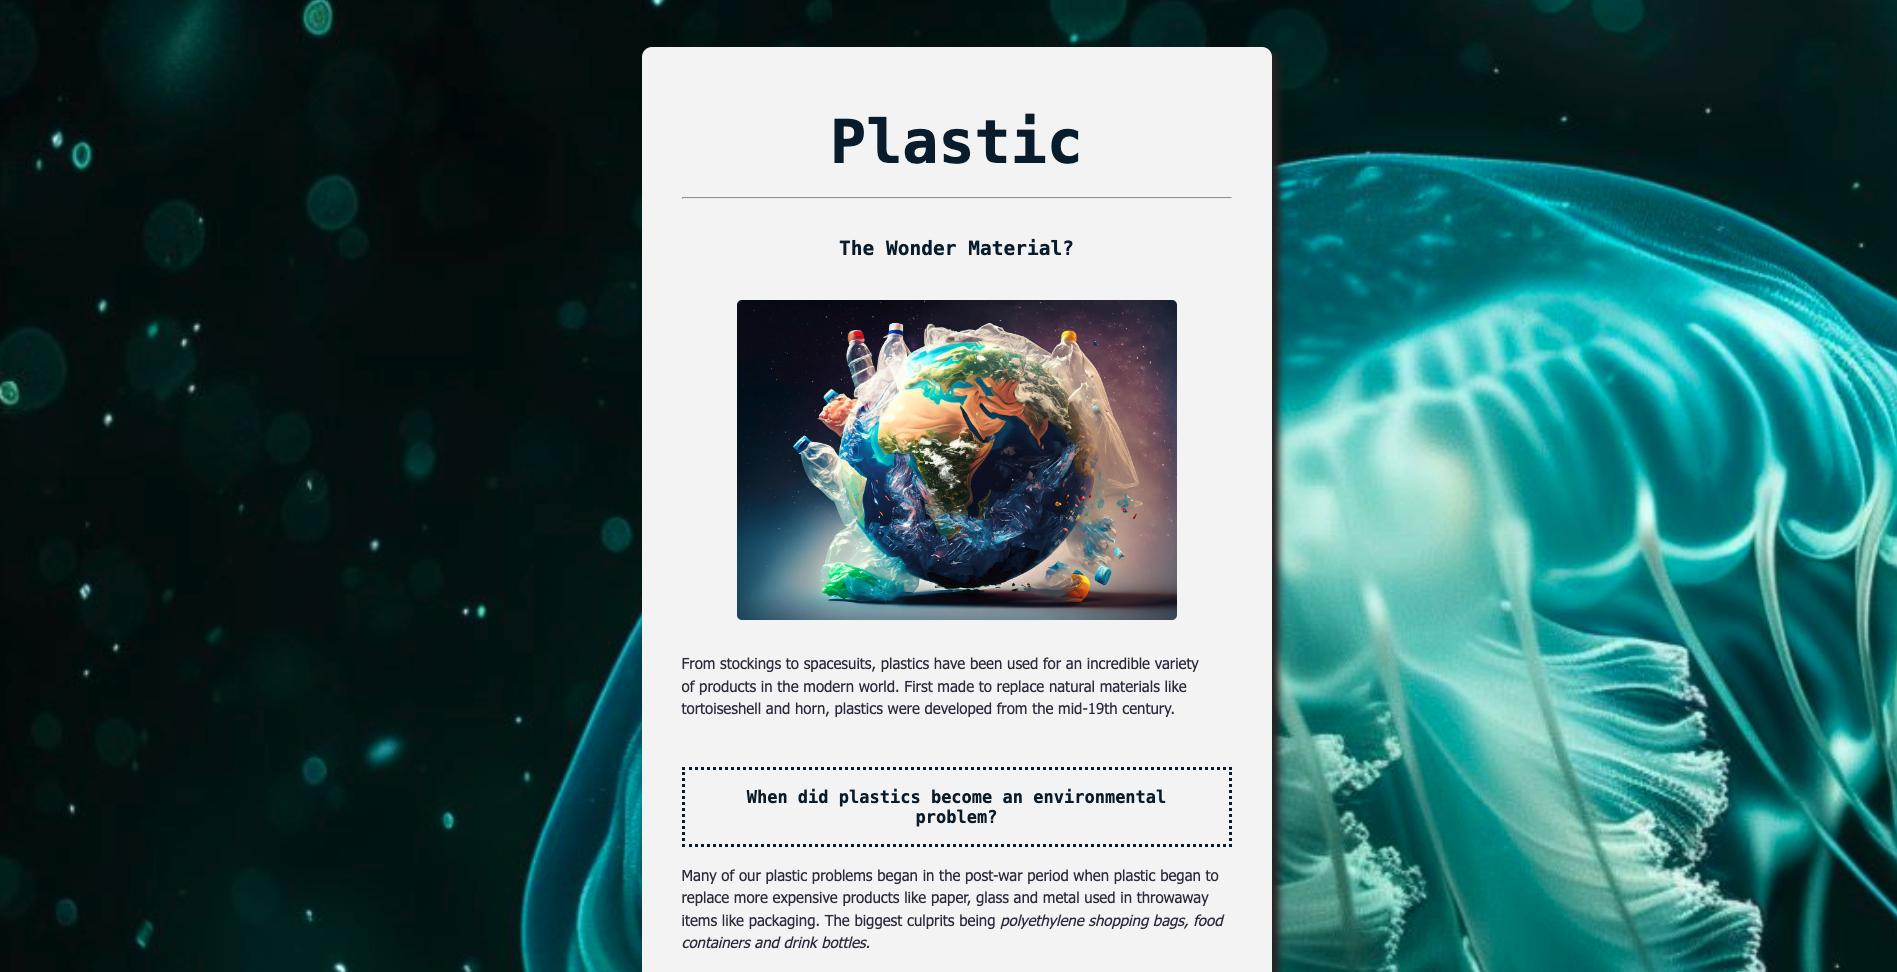 Plastic
The Wonder Material?
From stockings to spacesuits, plastics have been used for an incredible variety
of products in the modern world. First made to replace natural materials like
tortoiseshell and horn, plastics were developed from the mid-19th century.
When did plastics become an environmental
problem?
Many of our plastic problems began in the post-war period when plastic began to
replace more expensive products like paper, glass and metal used in throwaway
items like packaging. The biggest culprits being polyethylene shopping bags, food
containers and drink bottles.